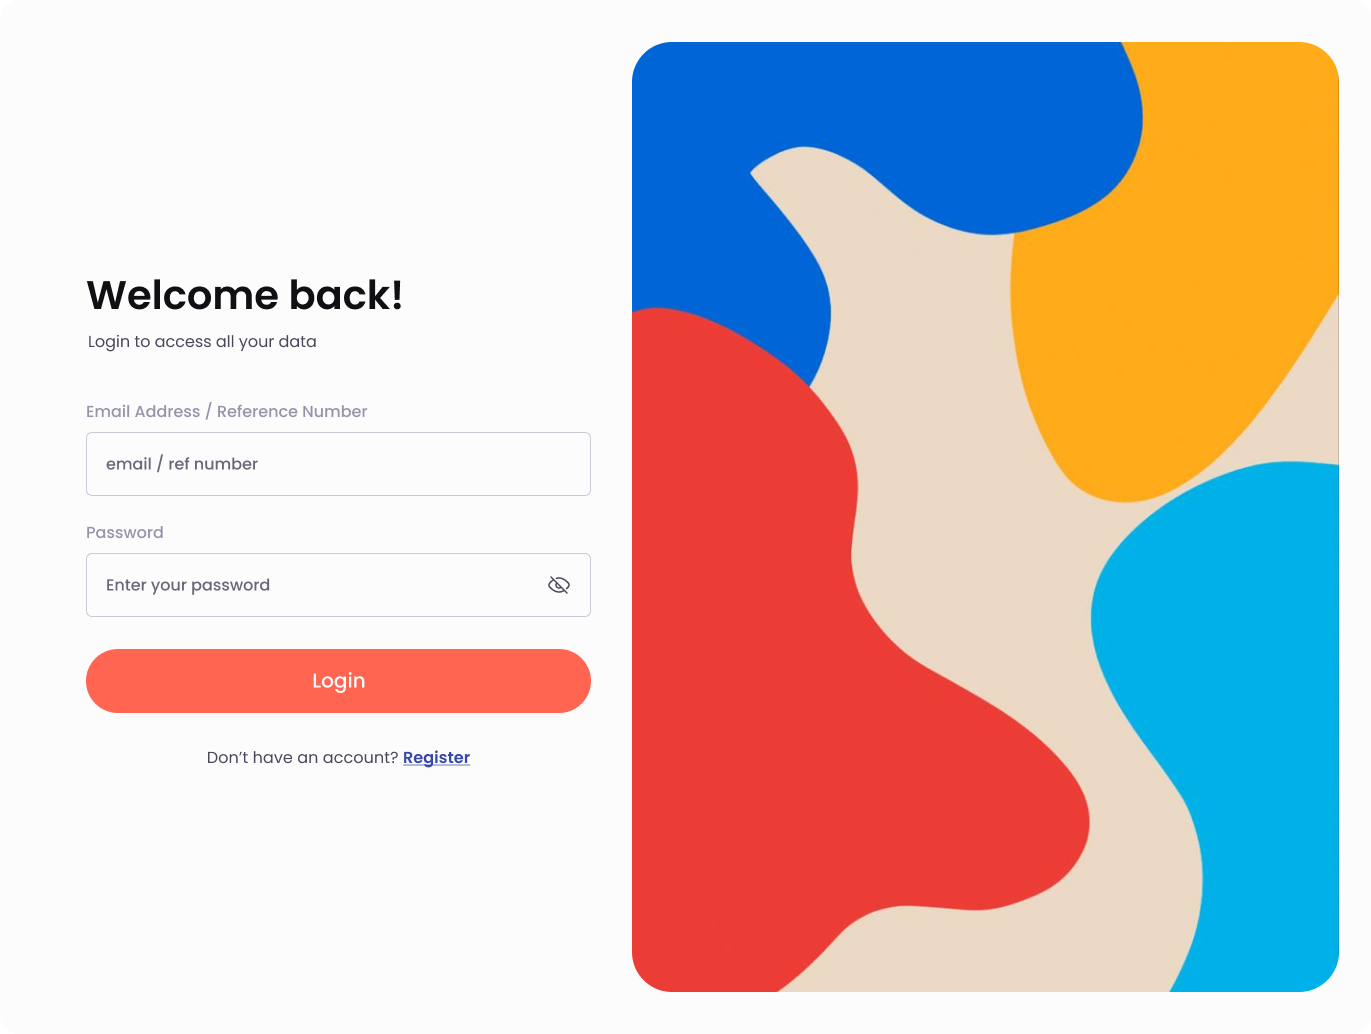 Welcome back!
Login to access all your data
Email Address / Reference Number
email / ref number
Password
Enter your password
Login
Don’t have an account? Register